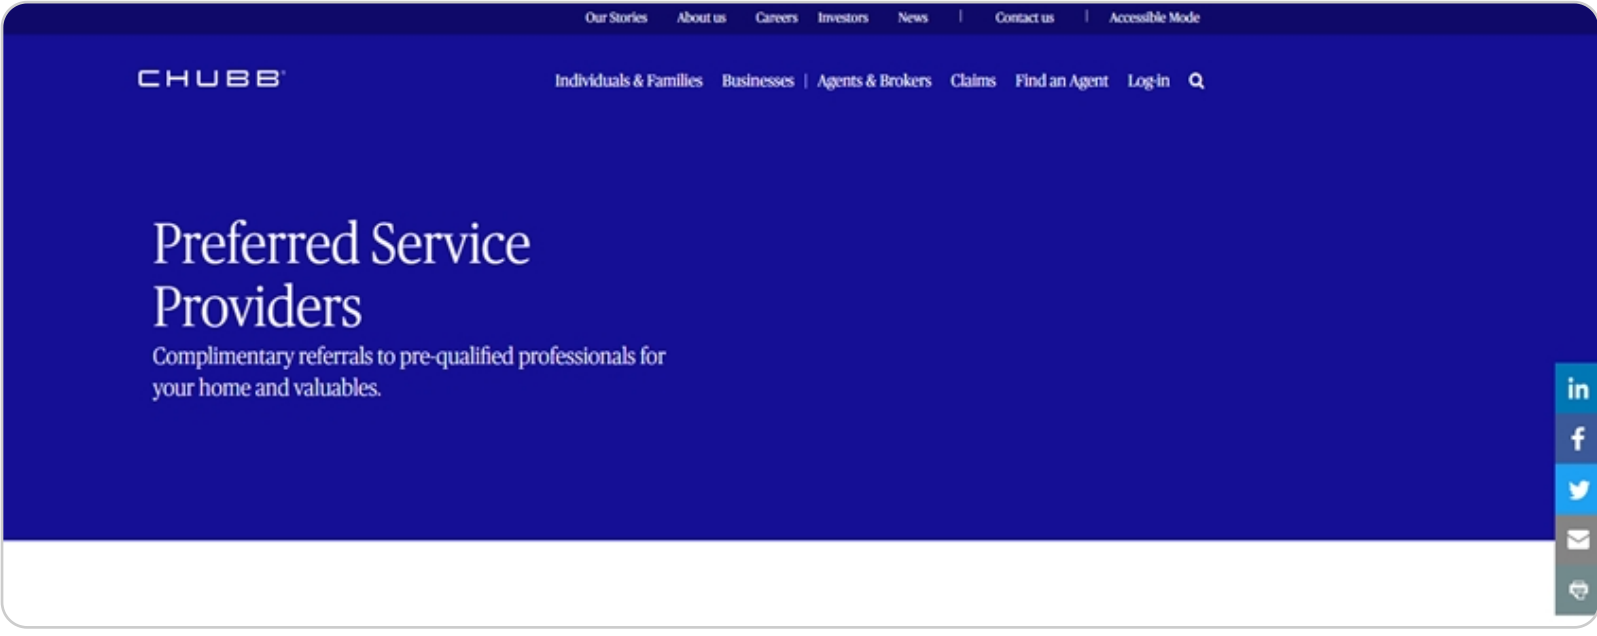 Our Stories About us Careers Investors News | Contact us | Accessible Mode
CHUBB®
Individuals & Families Businesses | Agents & Brokers Claims Find an Agent Log-in
Preferred Service
Providers
Complimentary referrals to pre-qualified professionals for
your home and valuables.
in
f